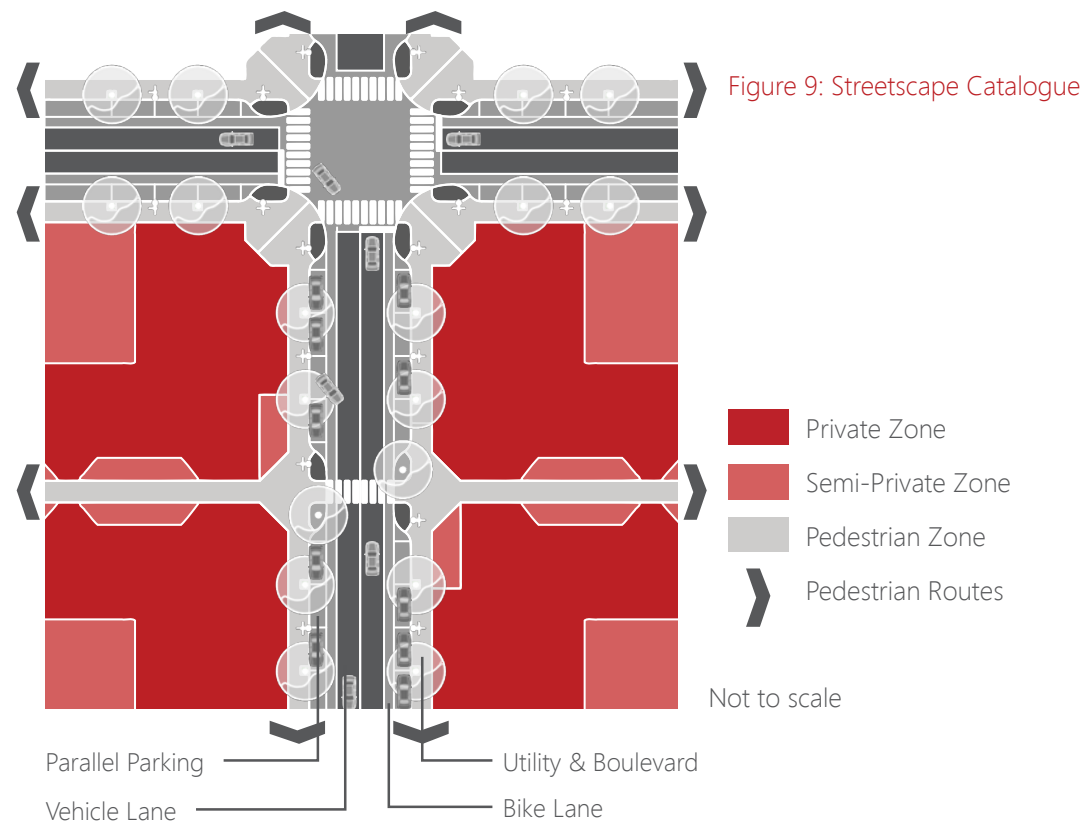 Figure 9: Streetscape Catalogue
Private Zone
Semi-Private Zone
Pedestrian Zone
Pedestrian Routes
Not to scale
Parallel Parking
Utility & Boulevard
Vehicle Lane
Bike Lane